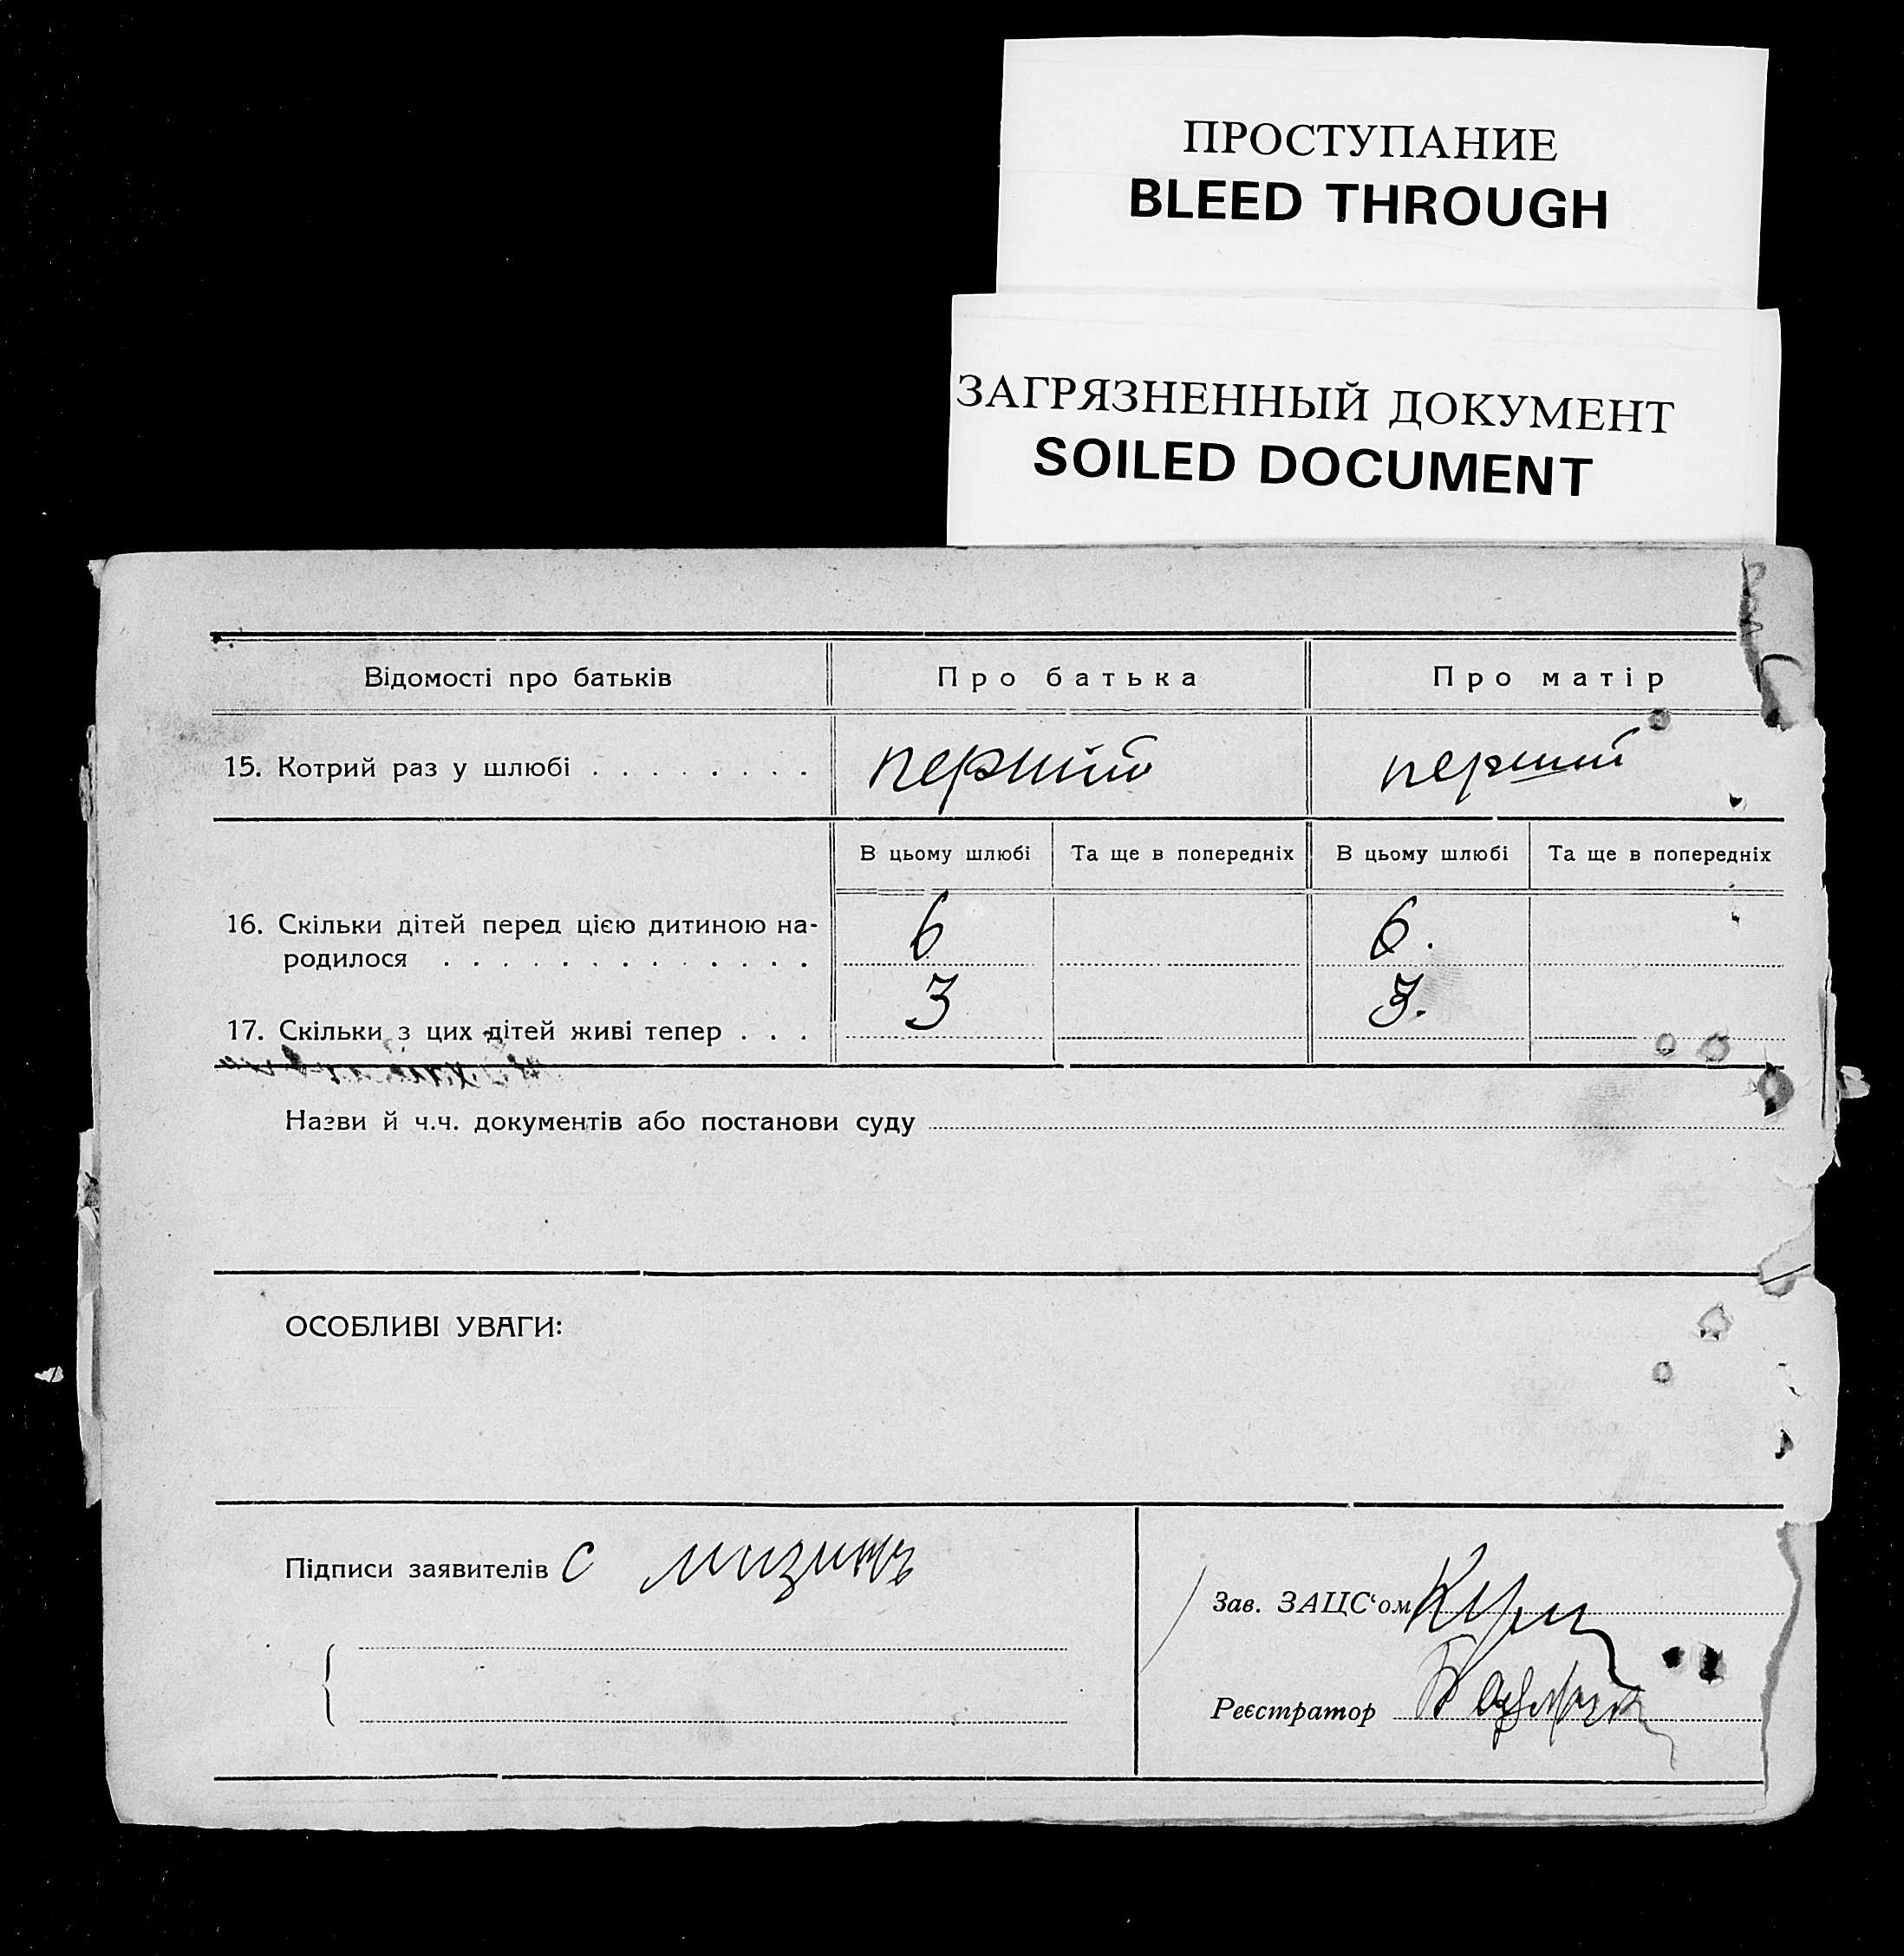 ПРОСТУПАНИЕ
BLEED THROUGH
ЗАГРЯЗНЕННЫЙ ДОКУМЕНТ
SOILED DOCUMENT
Відомості про батьків Про батька Про матір
15. Котрий раз у шлюбі . . . . . . . . перший перший
В цьому шлюбі Та ще в попередніх В цьому шлюбі Та ще в попередніх
16. Скільки дітей перед цією дитиною на-
родилося . . . . . . . . . . . . . 6 6.
17. Скільки з цих дітей живі тепер . . . 3 3.
Назви й ч.ч. документів або постанови суду
ОСОБЛИВІ УВАГИ:
Підписи заявителів С
Зав. ЗАЦС‘ом
Реєстратор